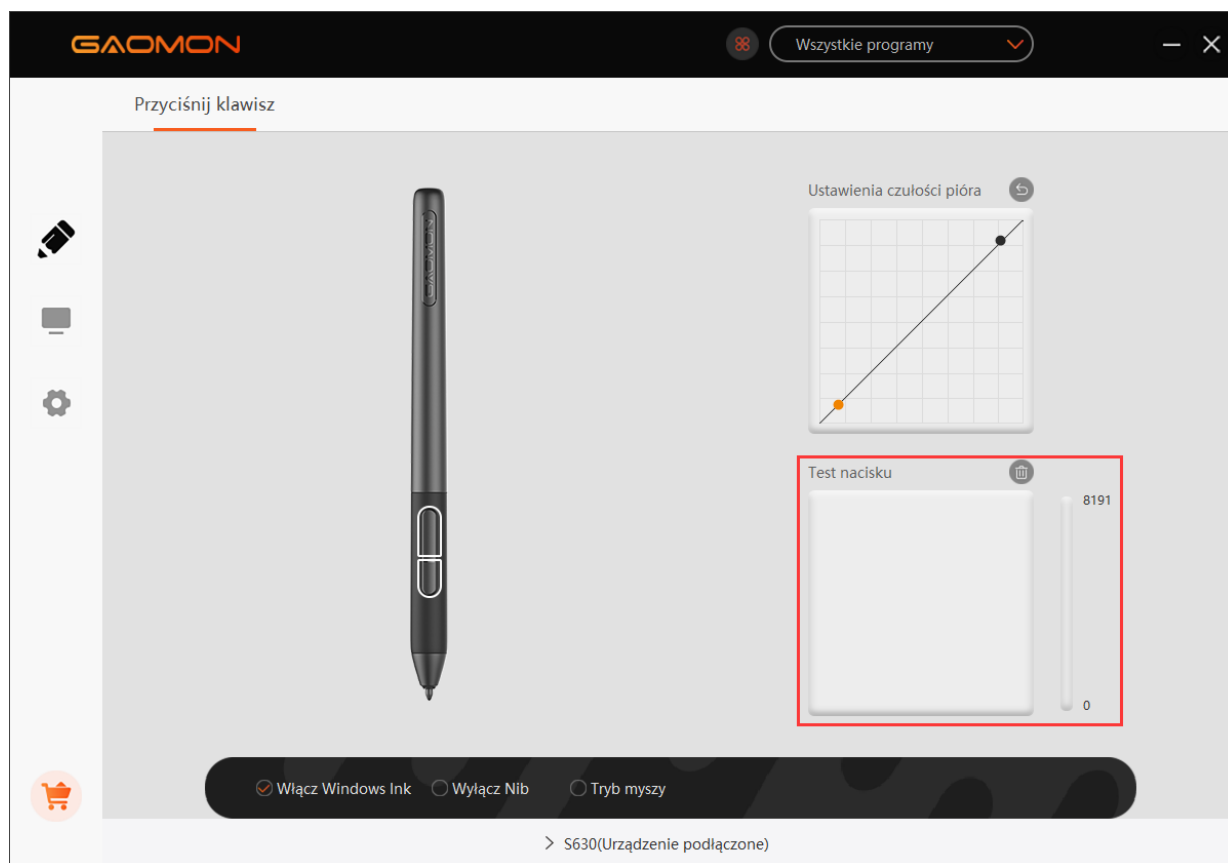 GAOMON
Wszystkie programy
Przyciśnij klawisz
GAOMON
Ustawienia czułości pióra
Test nacisku
8191
0
Włącz Windows Ink
Wyłącz Nib
Tryb myszy
S630(Urządzenie podłączone)